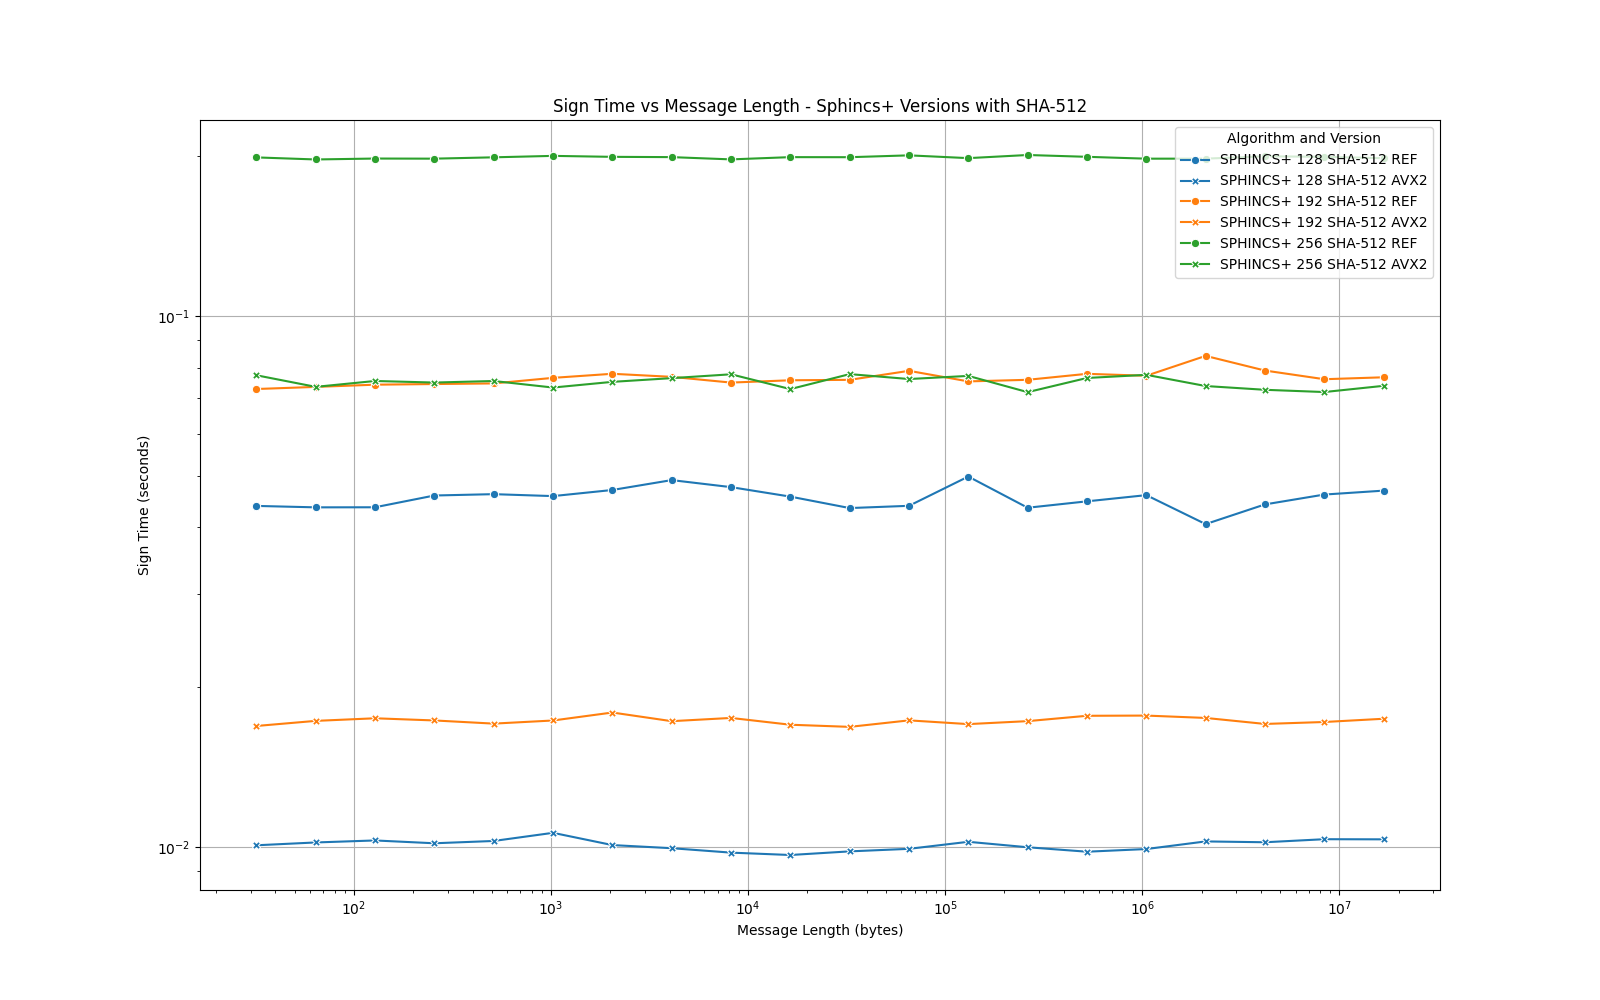 Sign Time vs Message Length - Sphincs+ Versions with SHA-512
Algorithm and Version
SPHINCS+ 128 SHA-512 REF
SPHINCS+ 128 SHA-512 AVX2
SPHINCS+ 192 SHA-512 REF
SPHINCS+ 192 SHA-512 AVX2
SPHINCS+ 256 SHA-512 REF
SPHINCS+ 256 SHA-512 AVX2
10⁻¹
10⁻²
Sign Time (seconds)
10² 10³ 10⁴ 10⁵ 10⁶ 10⁷
Message Length (bytes)